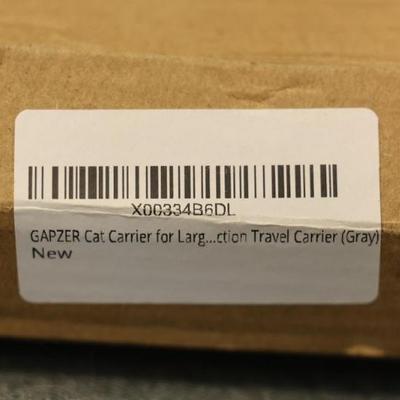 X00334B6DL
GAPZER Cat Carrier for Larg...ction Travel Carrier (Gray)
New